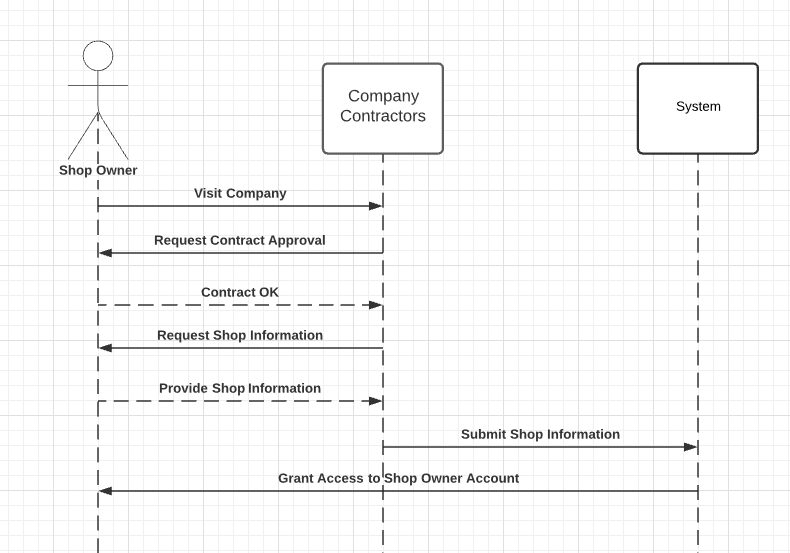 Company
Contractors
System
Shop Owner
Visit Company
Request Contract Approval
Contract OK
Request Shop Information
Provide Shop Information
Submit Shop Information
Grant Access to Shop Owner Account